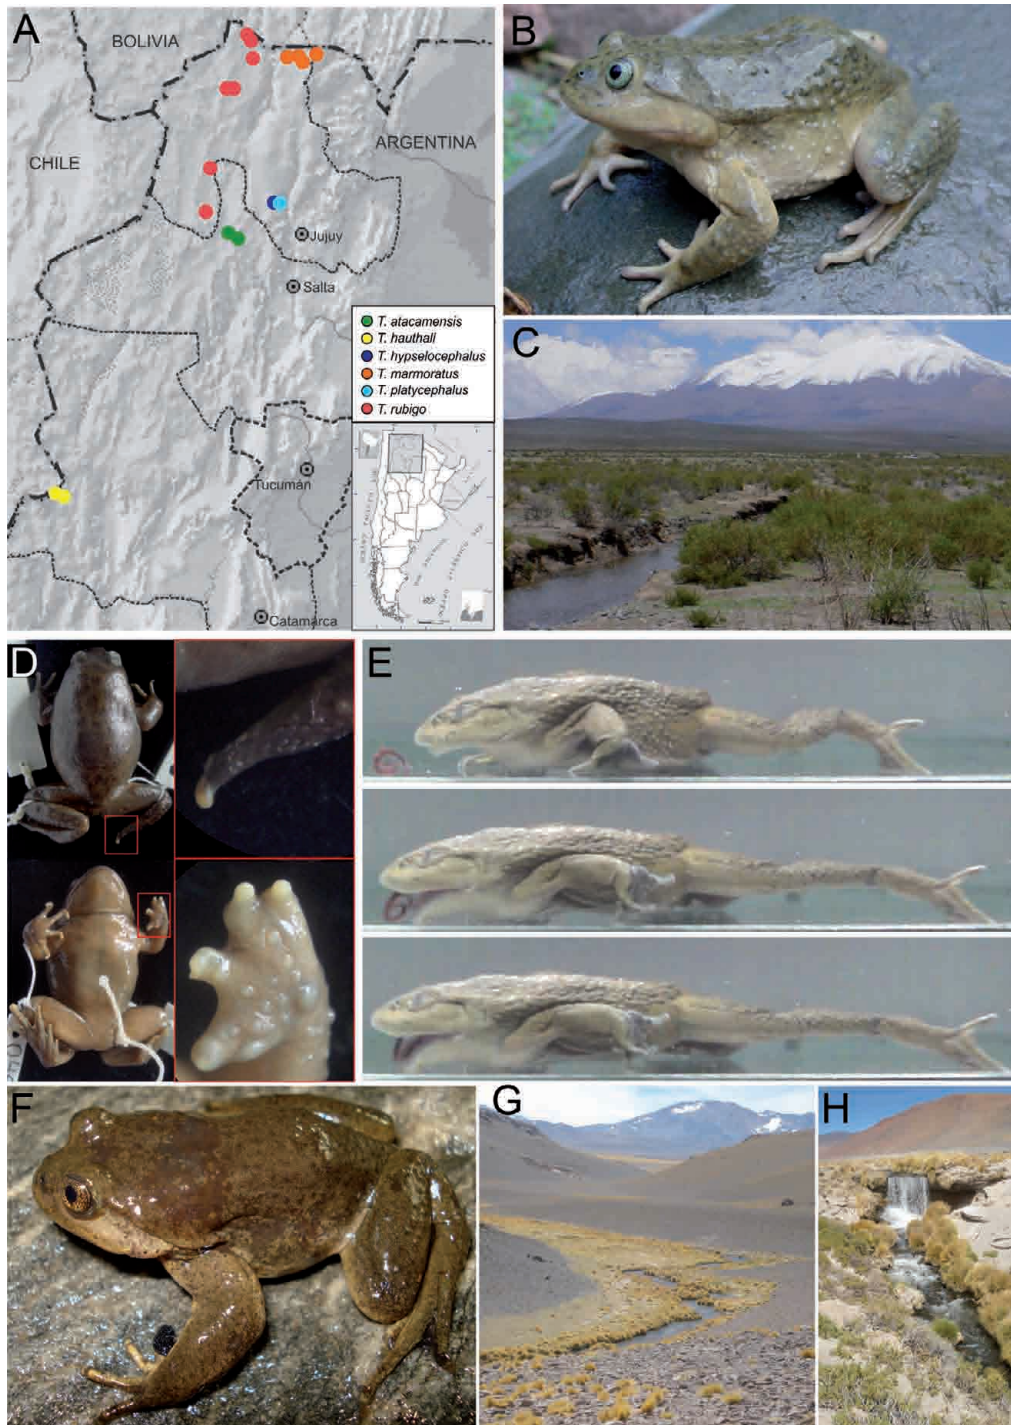 A
BOLIVIA
CHILE
ARGENTINA
Jujuy
Salta
T. atacamensis
T. hauthali
T. hypselocephalus
T. marmoratus
T. platycephalus
T. rubigo
Tucumán
Catamarca
B
C
D
E
F
G
H